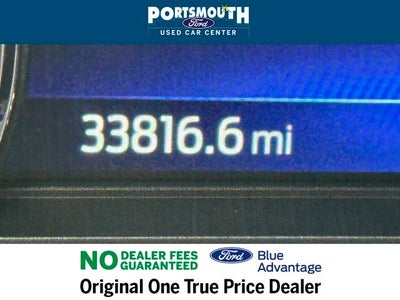 PORTSMOUTH
Ford
USED CAR CENTER
33816.6 mi
NO DEALER FEES
GUARANTEED
Ford
Blue
Advantage
Original One True Price Dealer